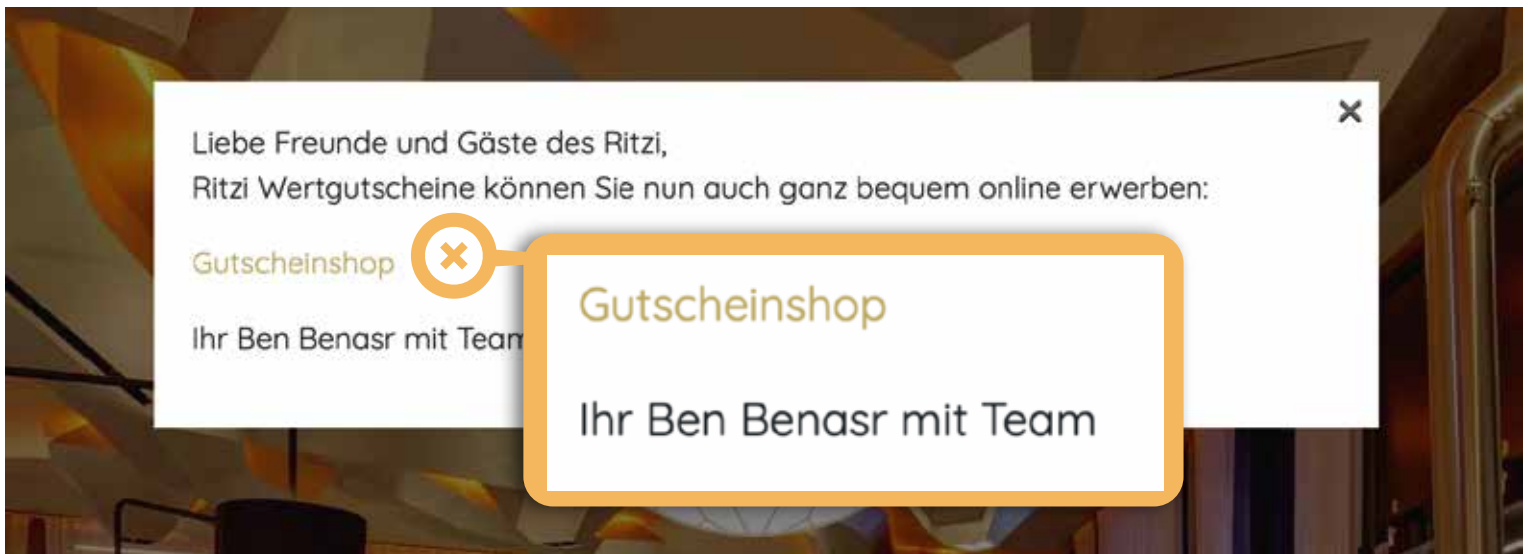 Liebe Freunde und Gäste des Ritzi,
Ritzi Wertgutscheine können Sie nun auch ganz bequem online erwerben:
Gutscheinshop
Ihr Ben Benasr mit Team
Gutscheinshop
Ihr Ben Benasr mit Team